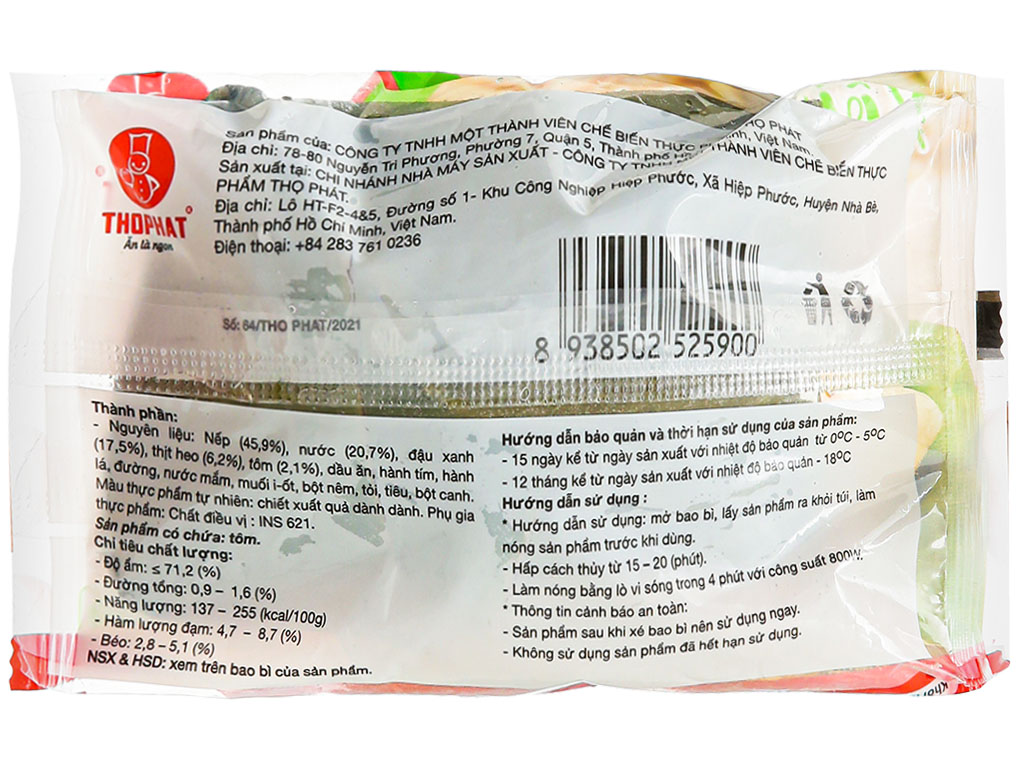 THOPHAT
Ăn là ngon
Sản phẩm của: CÔNG TY TNHH MỘT THÀNH VIÊN CHẾ BIẾN THỰC THỌ PHÁT
Địa chỉ: 78-80 Nguyễn Tri Phương, Phường 7, Quận 5, Thành phố Việt Nam.
Sản xuất tại: CHI NHÁNH NHÀ MÁY SẢN XUẤT - CÔNG TY THÀNH VIÊN CHẾ BIẾN THỰC
PHẨM THỌ PHÁT.
Địa chỉ: Lô HT-F2-4&5, Đường số 1- Khu Công Nghiệp Hiệp Phước, Xã Hiệp Phước, Huyện Nhà Bè,
Thành phố Hồ Chí Minh, Việt Nam.
Điện thoại: +84 283 761 0236
Số: 64/THO PHAT/2021
8 938502 525900
Thành phần:
- Nguyên liệu: Nếp (45,9%), nước (20,7%), đậu xanh
(17,5%), thịt heo (6,2%), tôm (2,1%), dầu ăn, hành tím, hành
lá, đường, nước mắm, muối i-ốt, bột nêm, tỏi, tiêu, bột canh.
Màu thực phẩm tự nhiên: chiết xuất quả dành dành. Phụ gia
thực phẩm: Chất điều vị : INS 621.
Sản phẩm có chứa: tôm.
Chỉ tiêu chất lượng:
- Độ ẩm: ≤ 71,2 (%)
- Đường tổng: 0,9 – 1,6 (%)
- Năng lượng: 137 – 255 (kcal/100g)
- Hàm lượng đạm: 4,7 – 8,7 (%)
- Béo: 2,8 – 5,1 (%)
NSX & HSD: xem trên bao bì của sản phẩm.
Hướng dẫn bảo quản và thời hạn sử dụng của sản phẩm:
- 15 ngày kể từ ngày sản xuất với nhiệt độ bảo quản từ 0ºC - 5ºC
- 12 tháng kể từ ngày sản xuất với nhiệt độ bảo quản - 18ºC
Hướng dẫn sử dụng :
* Hướng dẫn sử dụng: mở bao bì, lấy sản phẩm ra khỏi túi, làm
nóng sản phẩm trước khi dùng.
- Hấp cách thủy từ 15 – 20 (phút).
- Làm nóng bằng lò vi sóng trong 4 phút với công suất 800W.
* Thông tin cảnh báo an toàn:
- Sản phẩm sau khi xé bao bì nên sử dụng ngay.
- Không sử dụng sản phẩm đã hết hạn sử dụng.